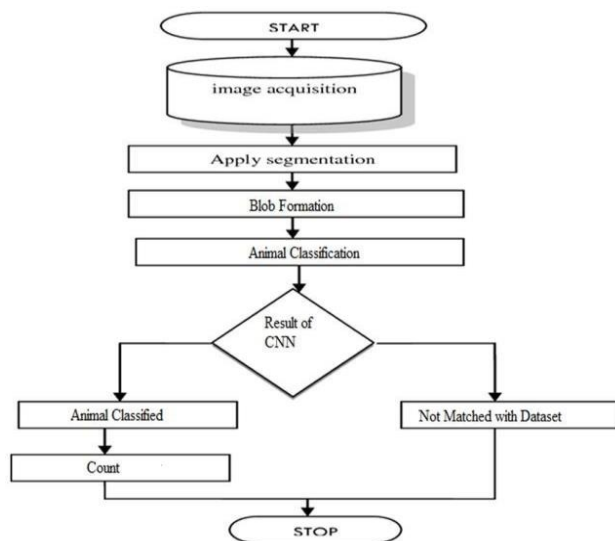 START
image acquisition
Apply segmentation
Blob Formation
Animal Classification
Result of
CNN
Animal Classified
Not Matched with Dataset
Count
STOP